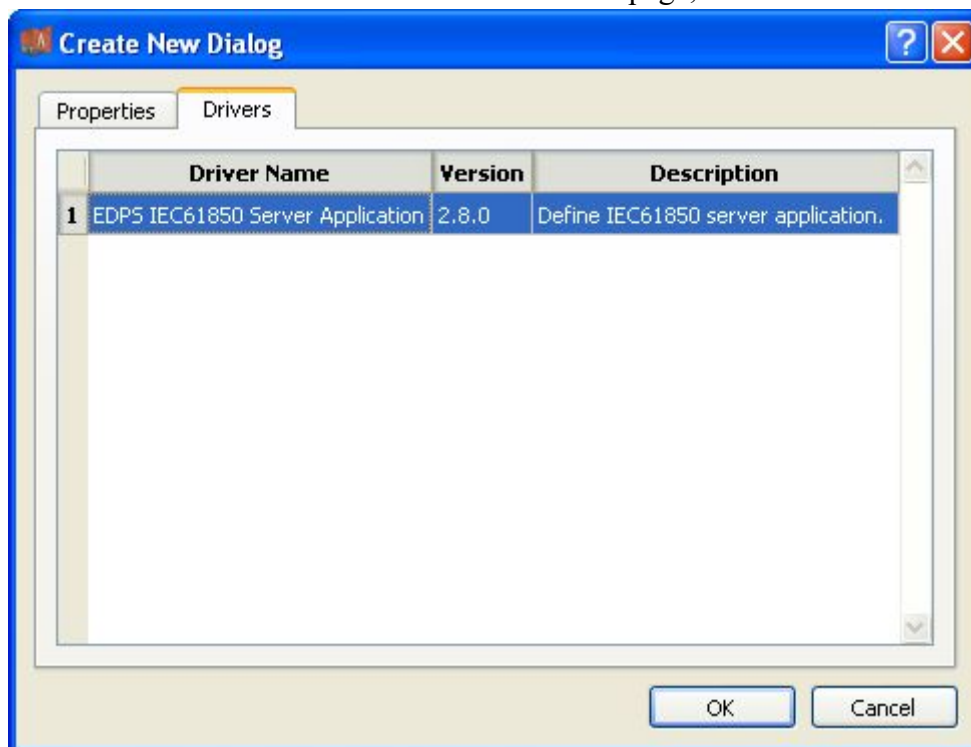 page,
Create New Dialog
Properties Drivers
Driver Name Version Description
1 EDPS IEC61850 Server Application 2.8.0 Define IEC61850 server application.
OK Cancel